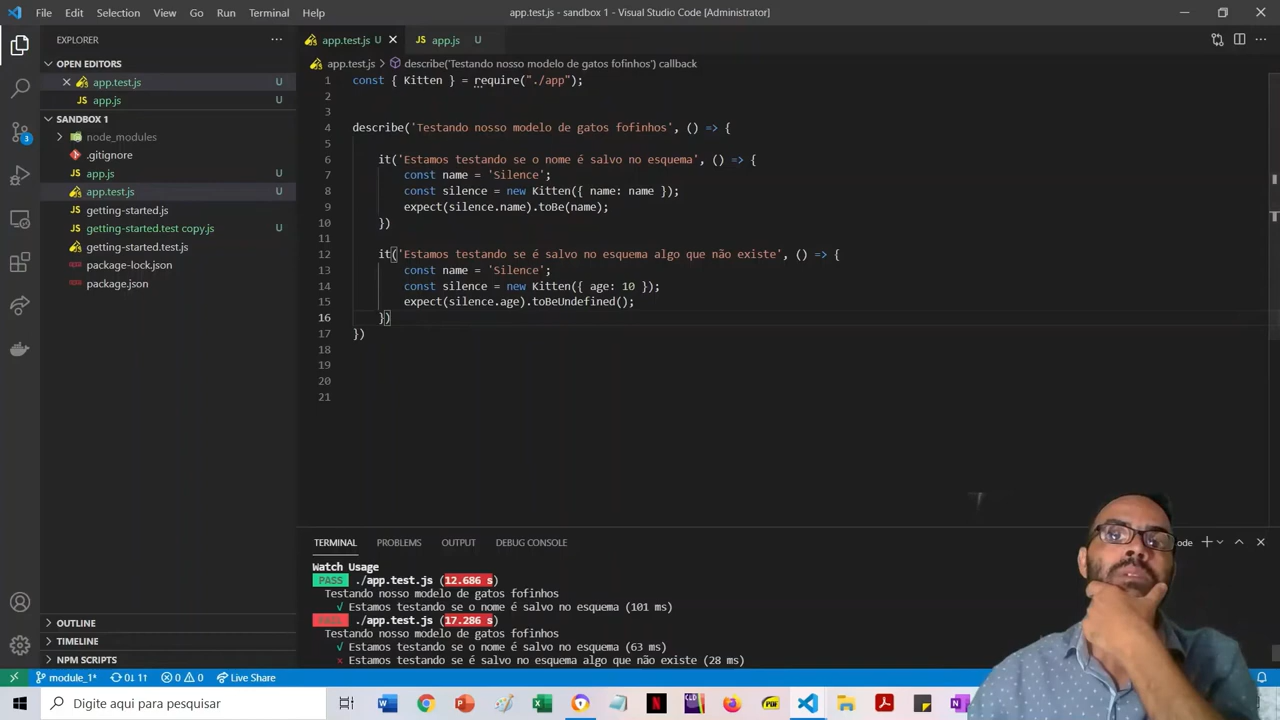 File Edit Selection View Go Run Terminal Help
app.test.js - sandbox 1 - Visual Studio Code [Administrator]
EXPLORER
OPEN EDITORS
app.test.js U
app.js U
SANDBOX 1
node_modules
.gitignore
app.js U
app.test.js U
getting-started.js
getting-started.test copy.js U
getting-started.test.js
package-lock.json
package.json
OUTLINE
TIMELINE
NPM SCRIPTS
3
app.test.js U
app.js U
app.test.js > describe('Testando nosso modelo de gatos fofinhos') callback
1 const { Kitten } = require("./app");
2
3
4 describe('Testando nosso modelo de gatos fofinhos', () => {
5
6 it('Estamos testando se o nome é salvo no esquema', () => {
7 const name = 'Silence';
8 const silence = new Kitten({ name: name });
9 expect(silence.name).toBe(name);
10 })
11
12 it('Estamos testando se é salvo no esquema algo que não existe', () => {
13 const name = 'Silence';
14 const silence = new Kitten({ age: 10 });
15 expect(silence.age).toBeUndefined();
16 })
17 })
18
19
20
21
TERMINAL PROBLEMS OUTPUT DEBUG CONSOLE
ode
Watch Usage
PASS ./app.test.js (12.686 s)
Testando nosso modelo de gatos fofinhos
√ Estamos testando se o nome é salvo no esquema (101 ms)
./app.test.js (17.286 s)
Testando nosso modelo de gatos fofinhos
√ Estamos testando se o nome é salvo no esquema (63 ms)
× Estamos testando se é salvo no esquema algo que não existe (28 ms)
module_1* 0↓ 1↑ 0 0 Live Share
Digite aqui para pesquisar